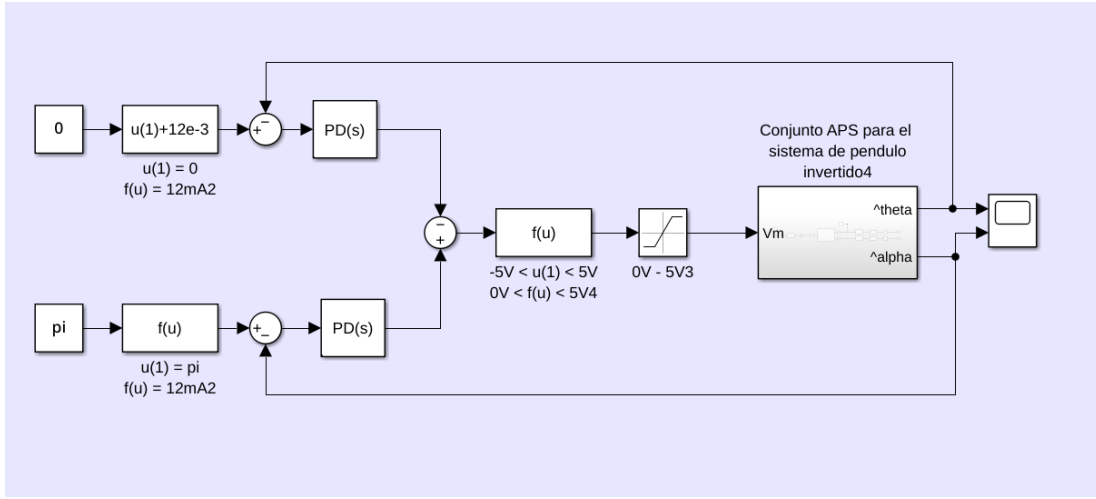 0
u(1)+12e-3
u(1) = 0
f(u) = 12mA2
PD(s)
f(u)
-5V < u(1) < 5V
0V < f(u) < 5V4
0V - 5V3
Conjunto APS para el
sistema de pendulo
invertido4
Vm
^theta
^alpha
pi
f(u)
u(1) = pi
f(u) = 12mA2
PD(s)